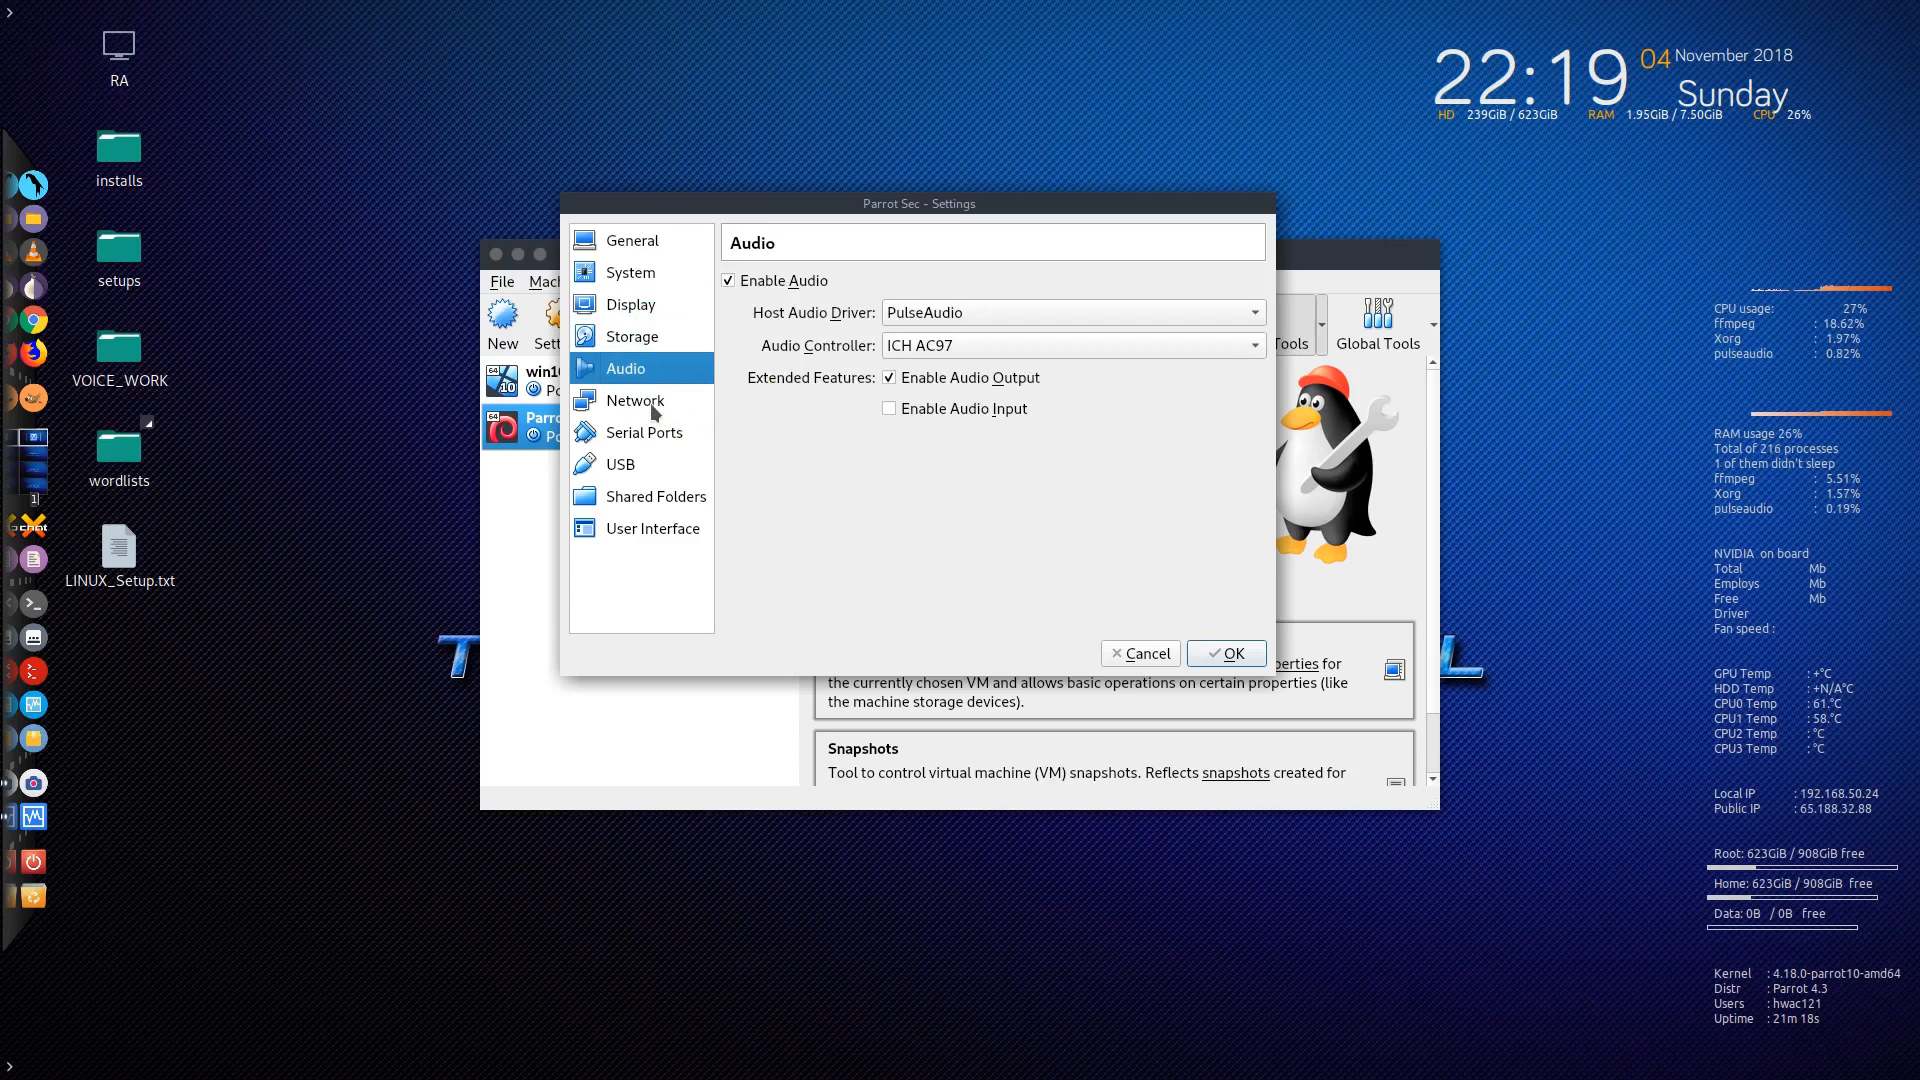 RA
installs
setups
VOICE_WORK
wordlists
LINUX_Setup.txt
22:19
04 November 2018
Sunday
HD 239GiB / 623GiB RAM 1.95GiB / 7.50GiB CPU 26%
Parrot Sec - Settings
General
System
Display
Storage
Audio
Network
Serial Ports
USB
Shared Folders
User Interface
Audio
Enable Audio
Host Audio Driver: PulseAudio
Audio Controller: ICH AC97
Extended Features: Enable Audio Output
Enable Audio Input
Cancel
OK
File Mach
New Sett
Tools
Global Tools
64 10
win10
Po
64
Parro
Po
perties for
the currently chosen VM and allows basic operations on certain properties (like
the machine storage devices).
Snapshots
Tool to control virtual machine (VM) snapshots. Reflects snapshots created for
T
L
1
CPU usage: 27%
ffmpeg : 18.62%
Xorg : 1.97%
pulseaudio : 0.82%
RAM usage 26%
Total of 216 processes
1 of them didn't sleep
ffmpeg : 5.51%
Xorg : 1.57%
pulseaudio : 0.19%
NVIDIA on board
Total Mb
Employs Mb
Free Mb
Driver
Fan speed :
GPU Temp : +°C
HDD Temp : +N/A°C
CPU0 Temp : 61.°C
CPU1 Temp : 58.°C
CPU2 Temp : °C
CPU3 Temp : °C
Local IP : 192.168.50.24
Public IP : 65.188.32.88
Root: 623GiB / 908GiB free
Home: 623GiB / 908GiB free
Data: 0B / 0B free
Kernel : 4.18.0-parrot10-amd64
Distr : Parrot 4.3
Users : hwac121
Uptime : 21m 18s